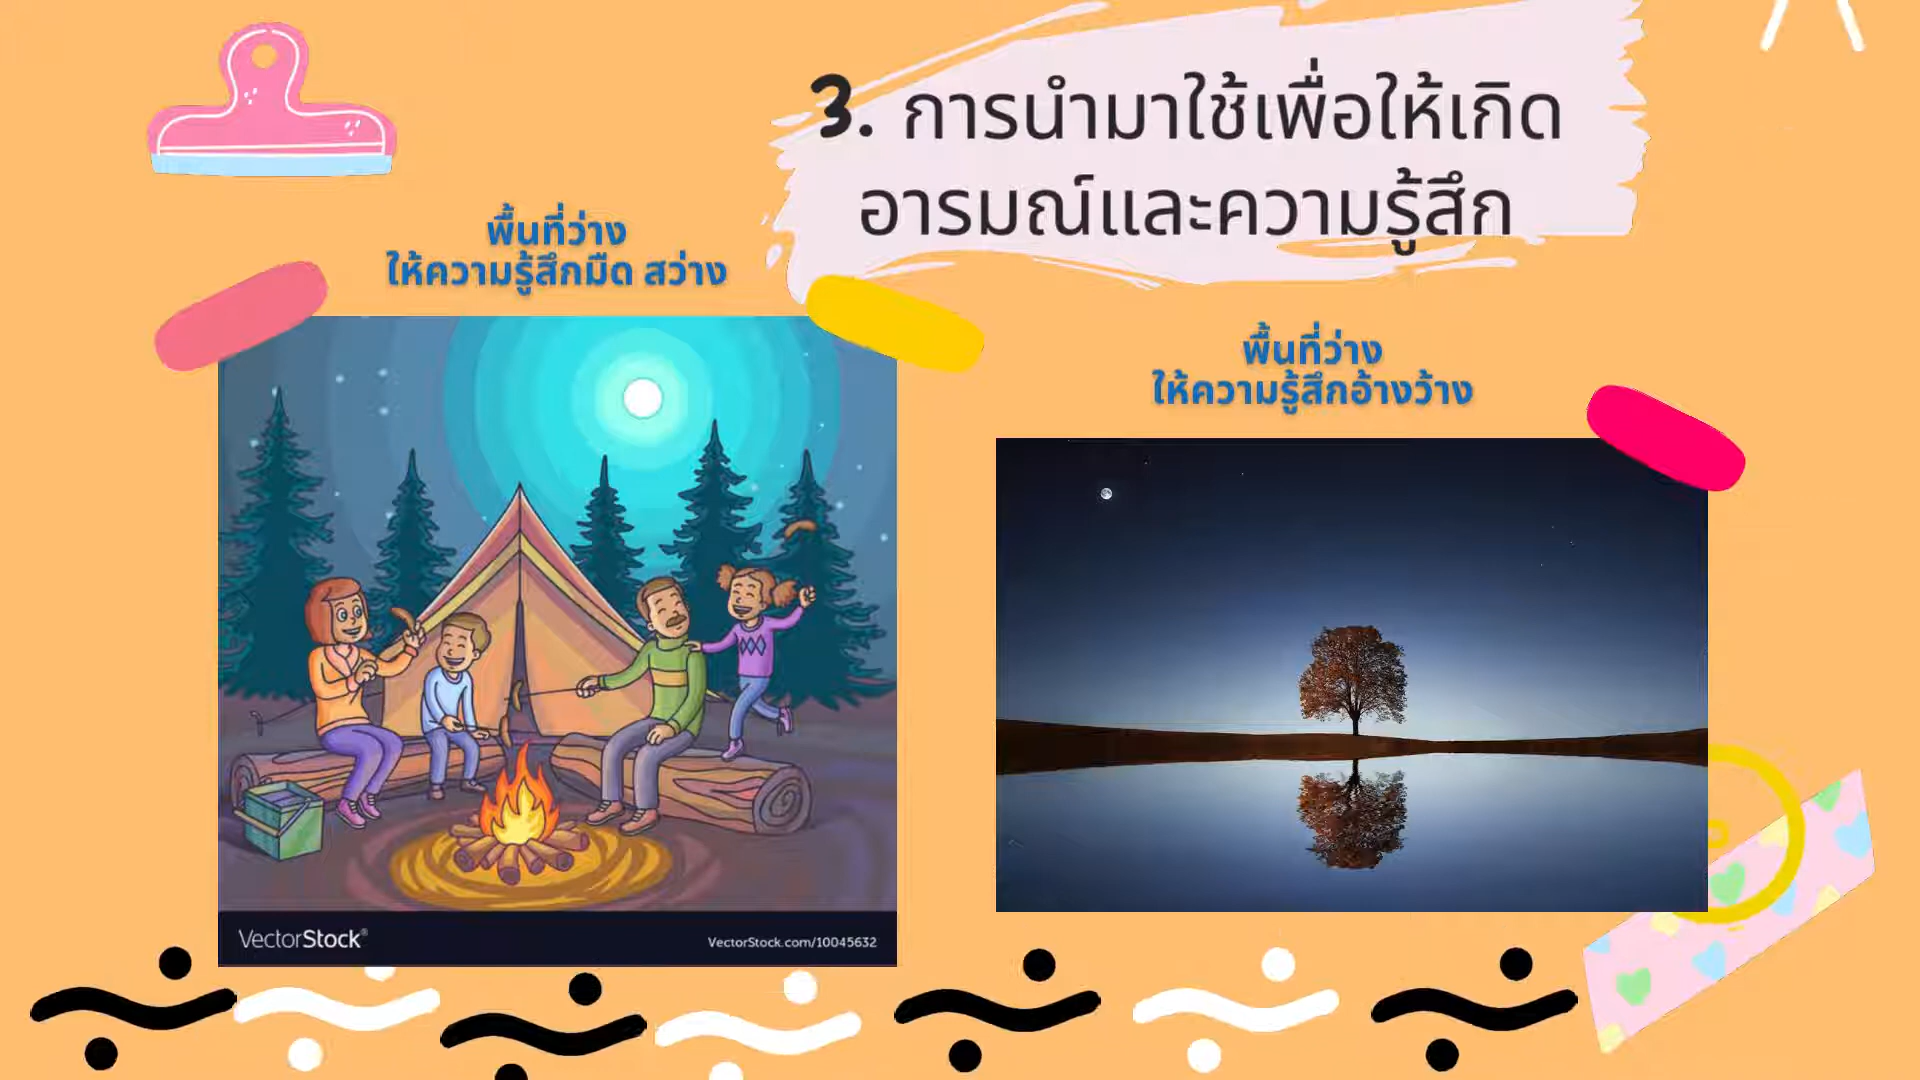 3. การนำมาใช้เพื่อให้เกิด
อารมณ์และความรู้สึก
พื้นที่ว่าง
ให้ความรู้สึกมืด สว่าง
พื้นที่ว่าง
ให้ความรู้สึกอ้างว้าง
VectorStock®
VectorStock.com/10045632